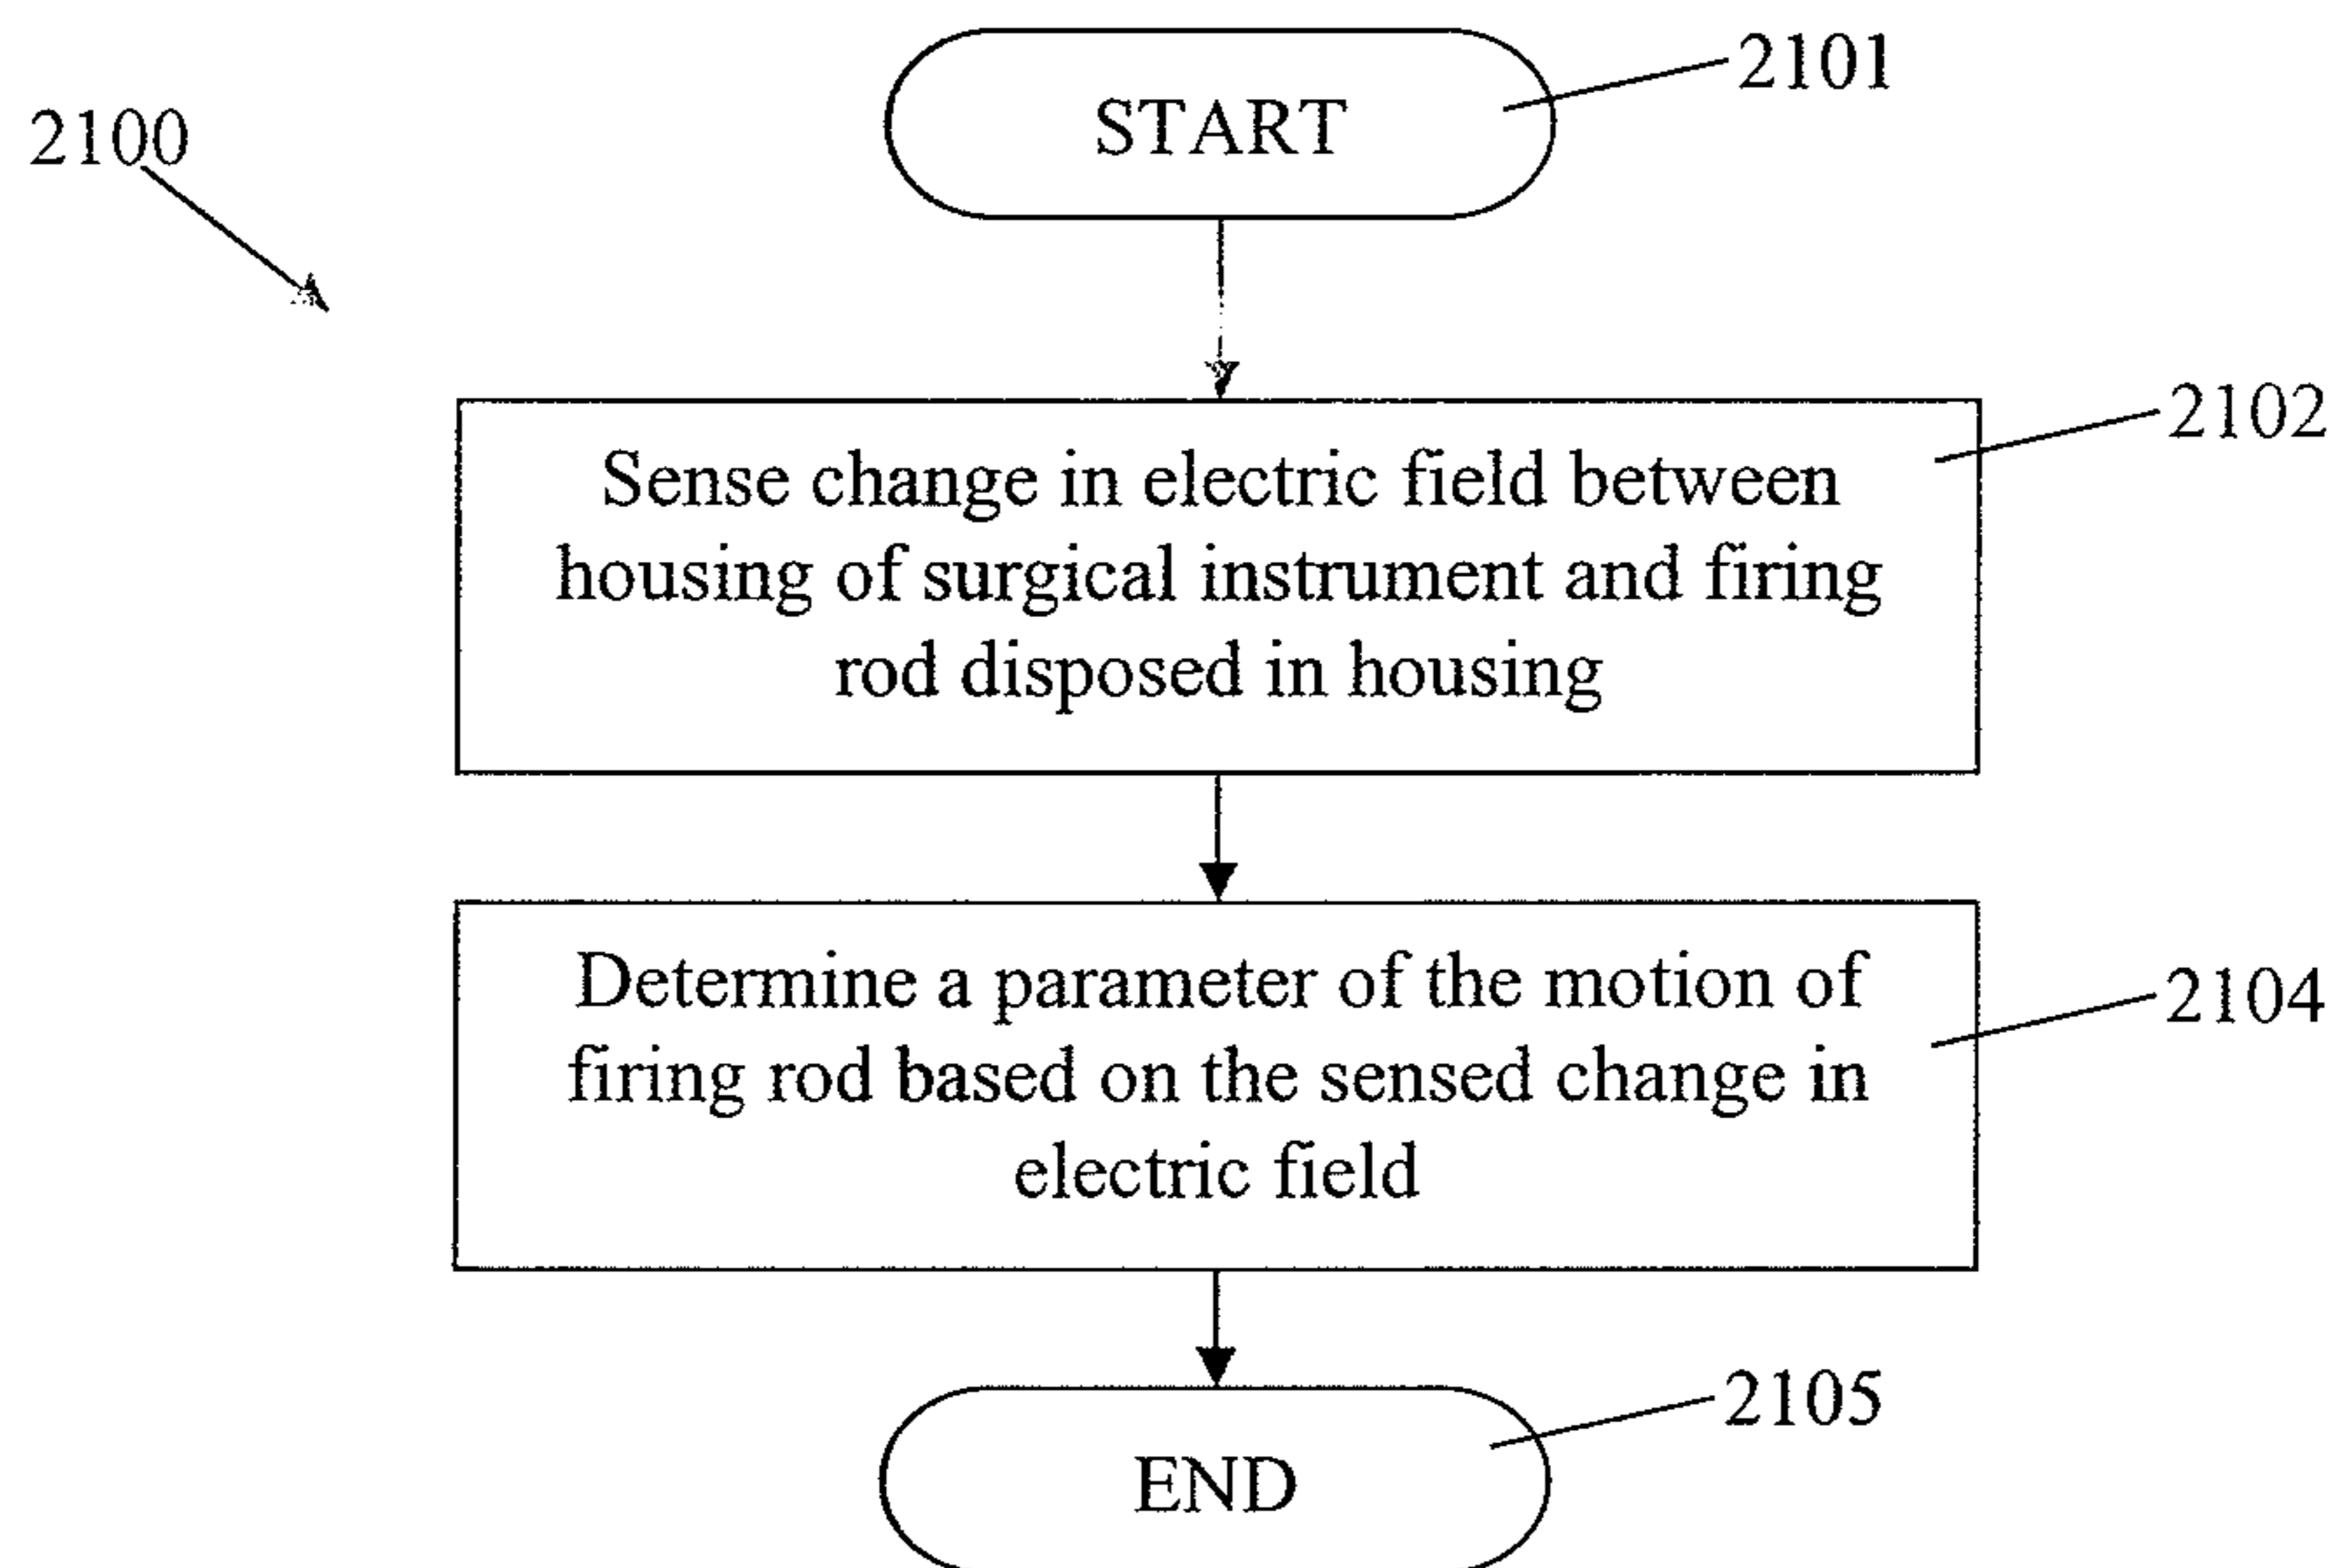 2101
START
2100
2102
Sense change in electric field between
housing of surgical instrument and firing
rod disposed in housing
Determine a parameter of the motion of
firing rod based on the sensed change in
electric field
2104
2105
END